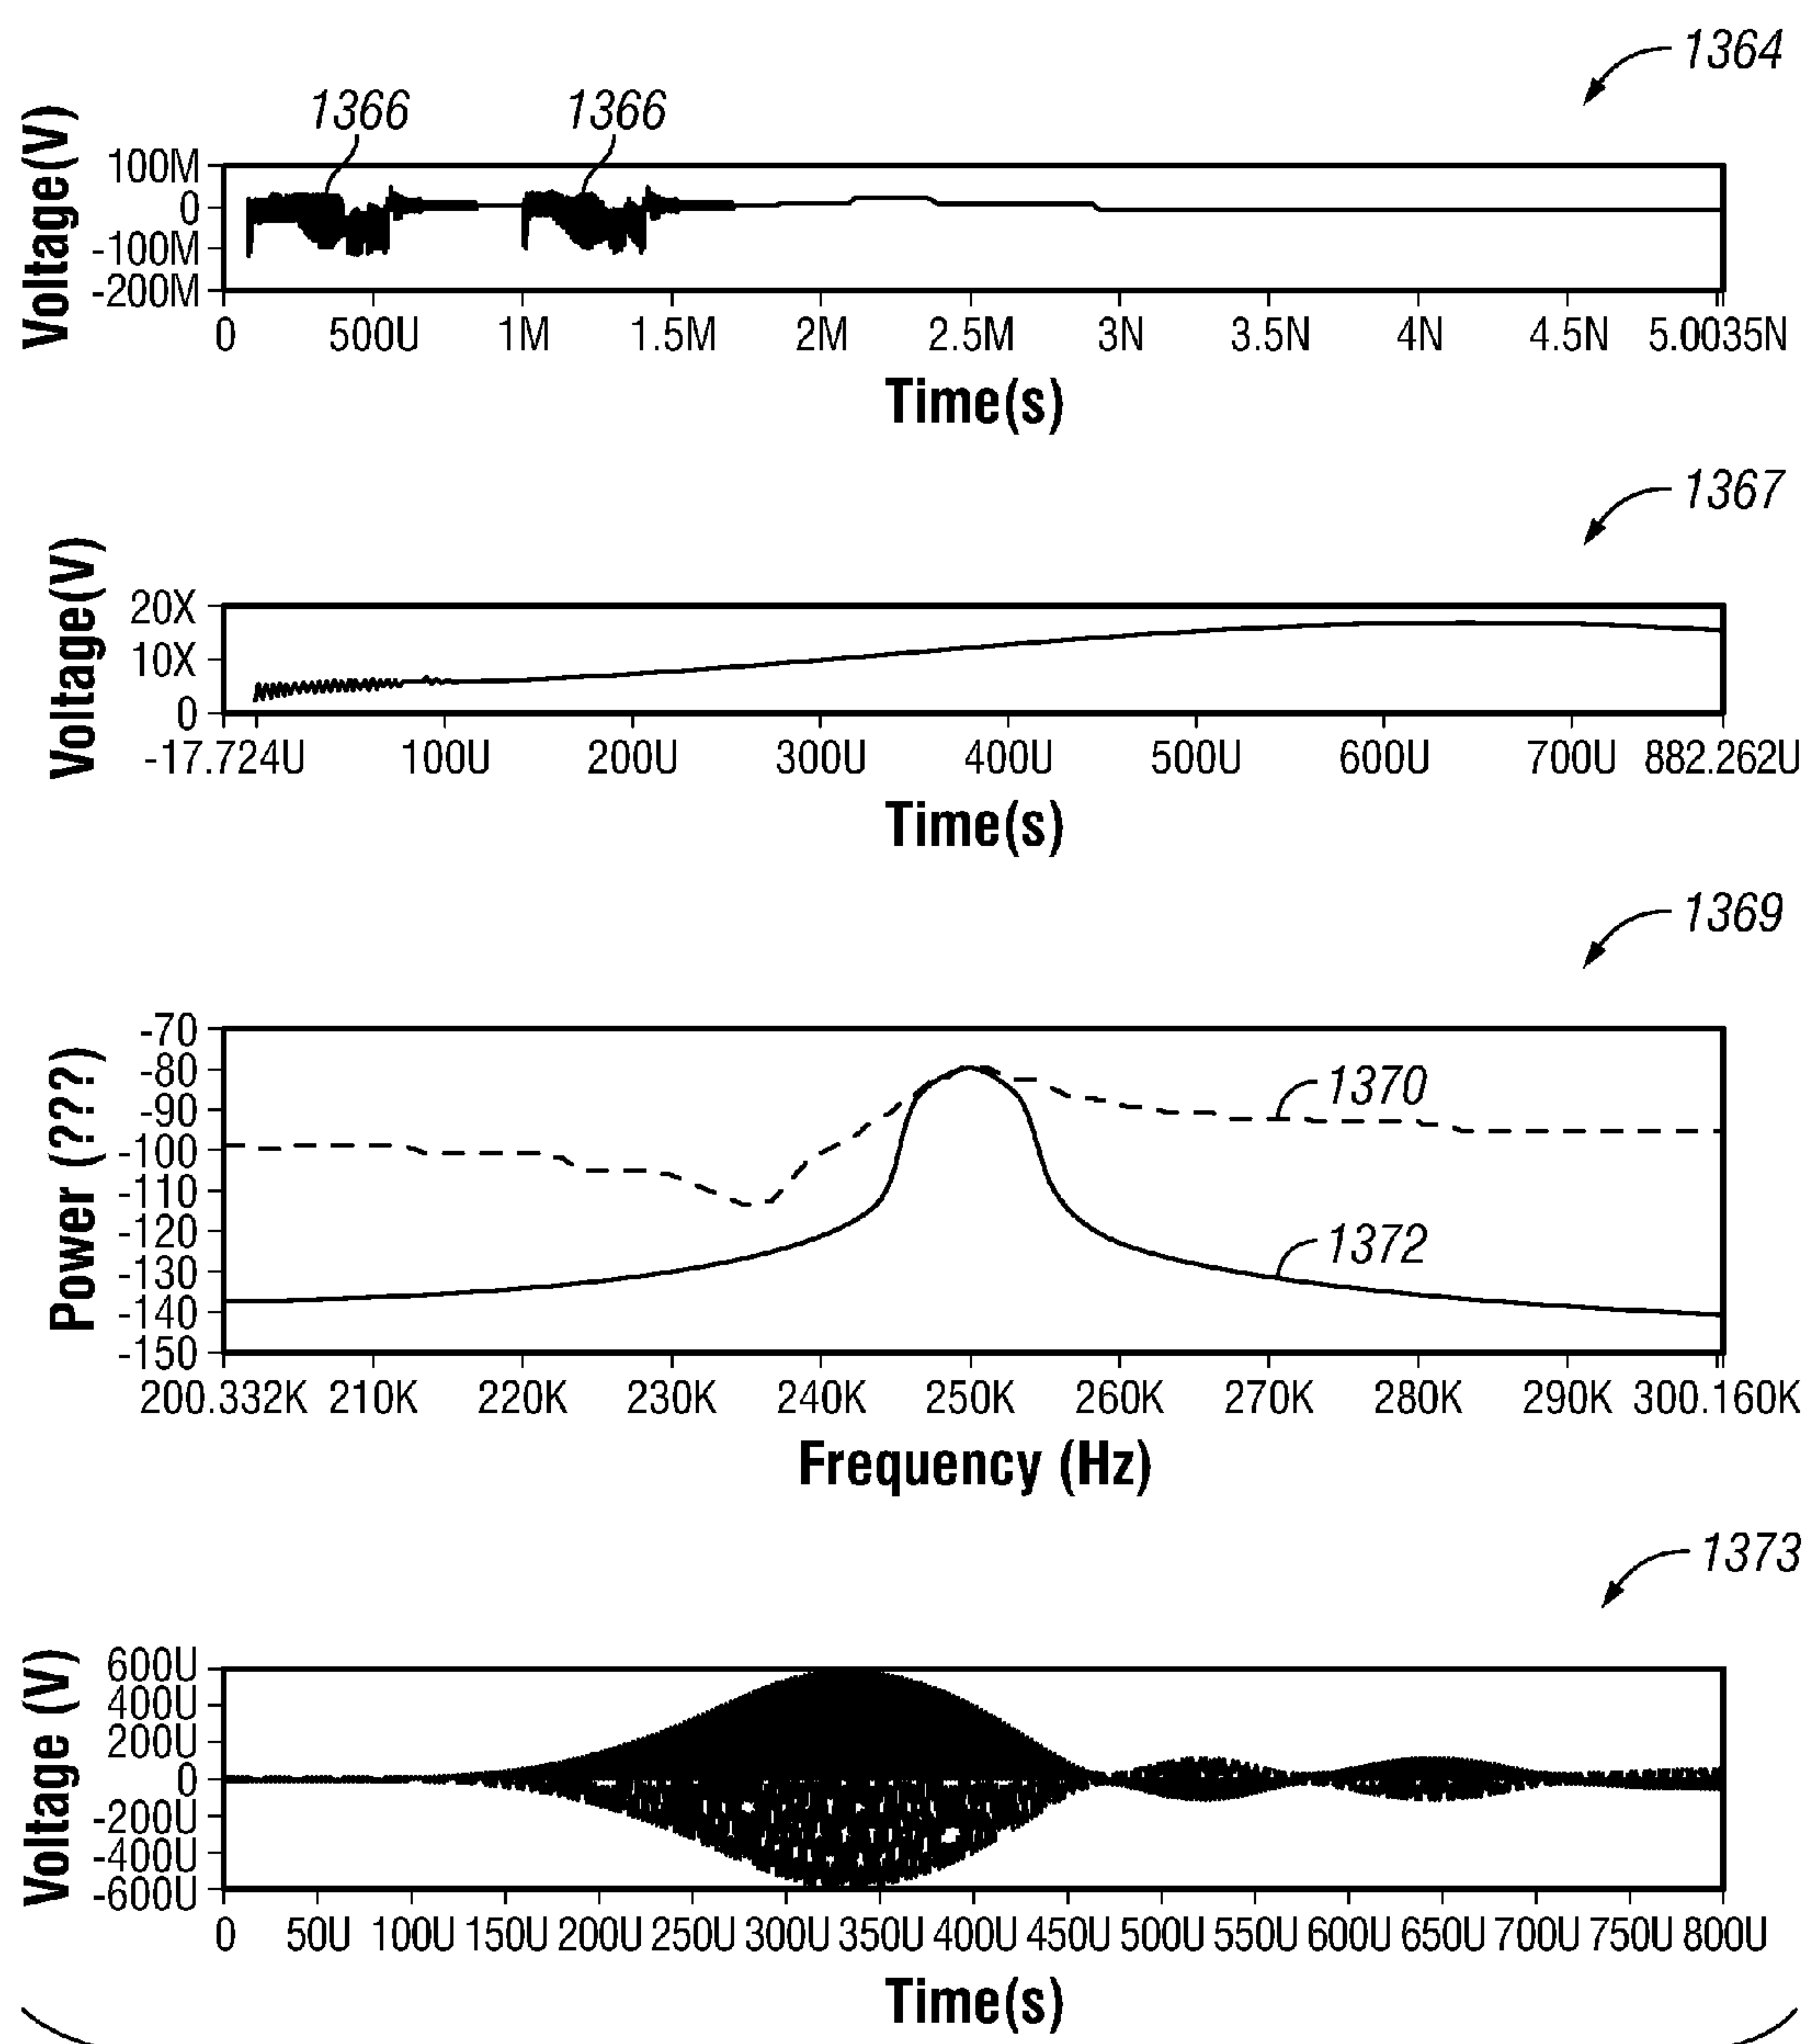 1364
1366 1366
Voltage(V)
100M
0
-100M
-200M
0 500U 1M 1.5M 2M 2.5M 3N 3.5N 4N 4.5N 5.0035N
Time(s)
1367
Voltage(V)
20X
10X
0
-17.724U 100U 200U 300U 400U 500U 600U 700U 882.262U
Time(s)
1369
Power (????)
-70
-80
-90
-100
-110
-120
-130
-140
-150
1370
1372
200.332K 210K 220K 230K 240K 250K 260K 270K 280K 290K 300.160K
Frequency (Hz)
1373
Voltage (V)
600U
400U
200U
0
-200U
-400U
-600U
0 50U 100U 150U 200U 250U 300U 350U 400U 450U 500U 550U 600U 650U 700U 750U 800U
Time(s)